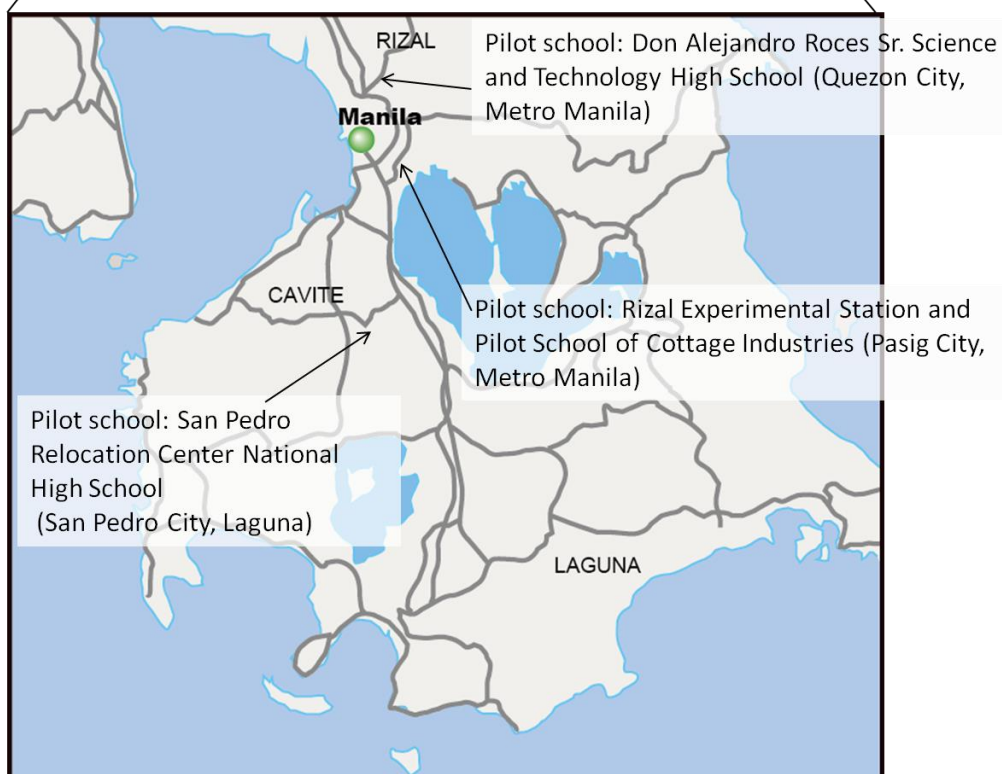 RIZAL
Pilot school: Don Alejandro Roces Sr. Science
and Technology High School (Quezon City,
Metro Manila)
Manila
CAVITE
Pilot school: Rizal Experimental Station and
Pilot School of Cottage Industries (Pasig City,
Metro Manila)
Pilot school: San Pedro
Relocation Center National
High School
(San Pedro City, Laguna)
LAGUNA